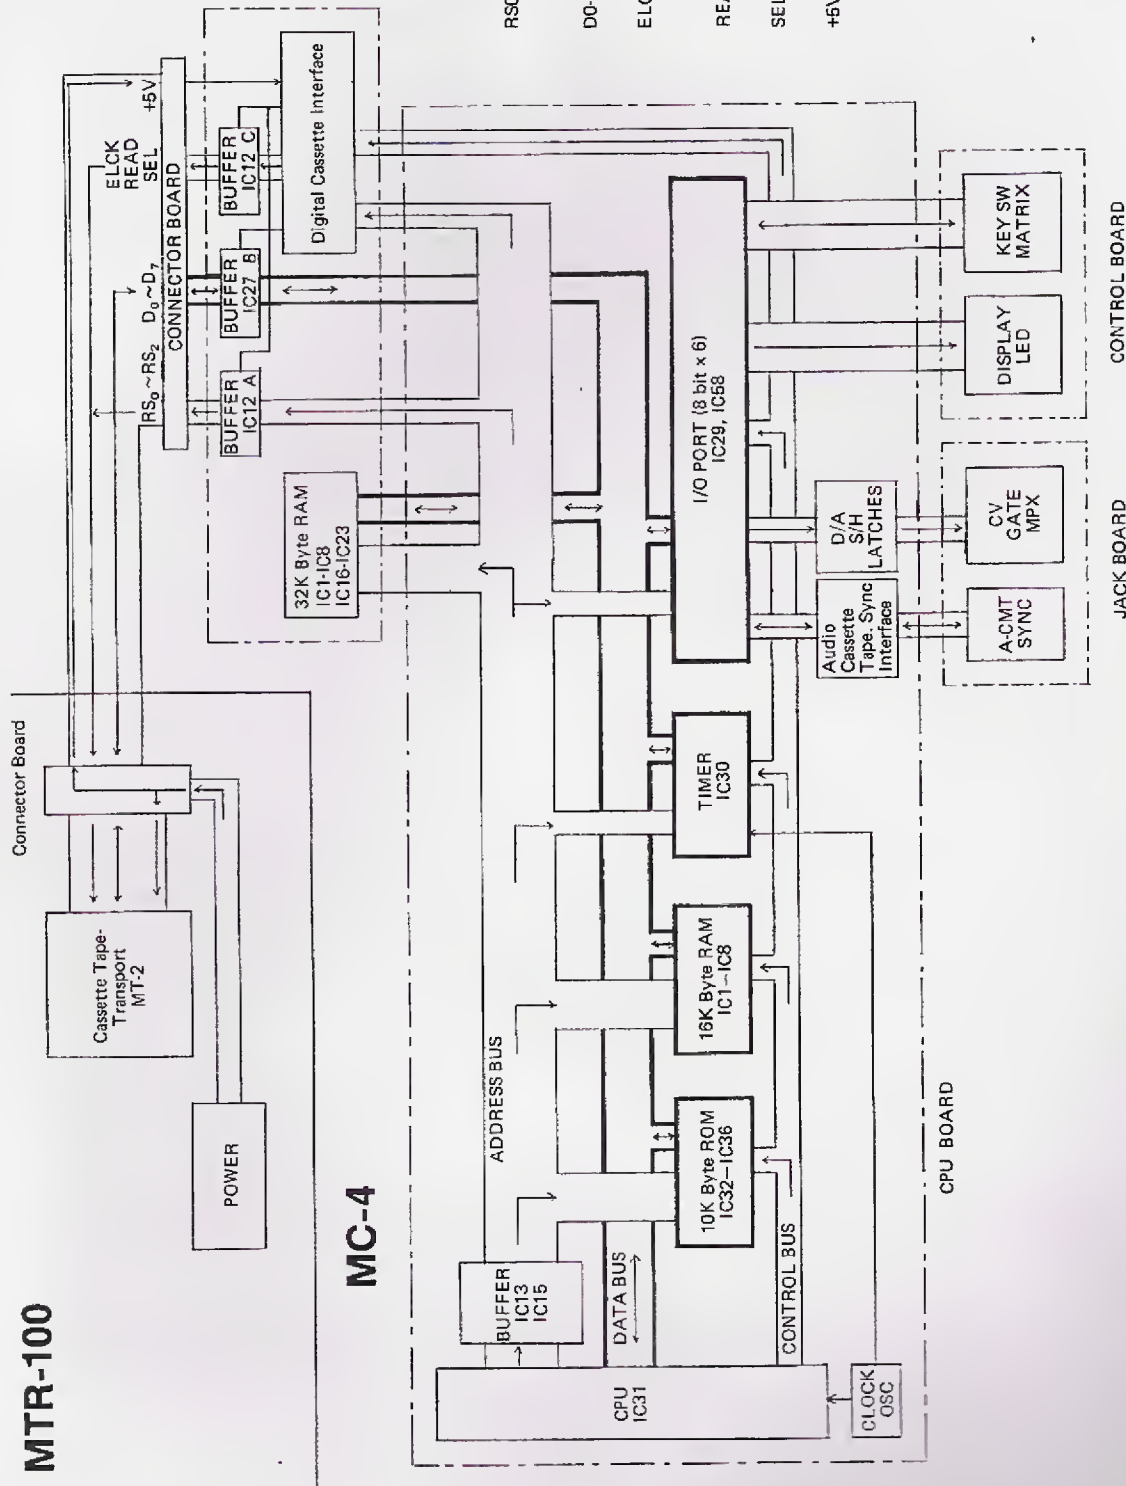 MTR-100
POWER
Cassette Tape-
Transport
MT-2
Connector Board
MC-4
ADDRESS BUS
BUFFER
IC13
IC15
CPU
IC31
DATA BUS
CONTROL BUS
CLOCK
OSC
10K Byte ROM
IC32–IC36
16K Byte RAM
IC1–IC8
TIMER
IC30
I/O PORT (8 bit x 6)
IC29, IC58
32K Byte RAM
IC1-IC8
IC16-IC23
BUFFER
IC12 A
BUFFER
IC27 B
BUFFER
IC12 C
Digital Cassette Interface
CONNECTOR BOARD
RS0~RS2
D0~D7
ELCK
READ
SEL
+5V
Audio
Cassette
Tape. Sync
Interface
D/A
S/H
LATCHES
A-CMT
SYNC
CV
GATE
MPX
DISPLAY
LED
KEY SW
MATRIX
CPU BOARD
JACK BOARD
CONTROL BOARD
D0-
SEL
+5V